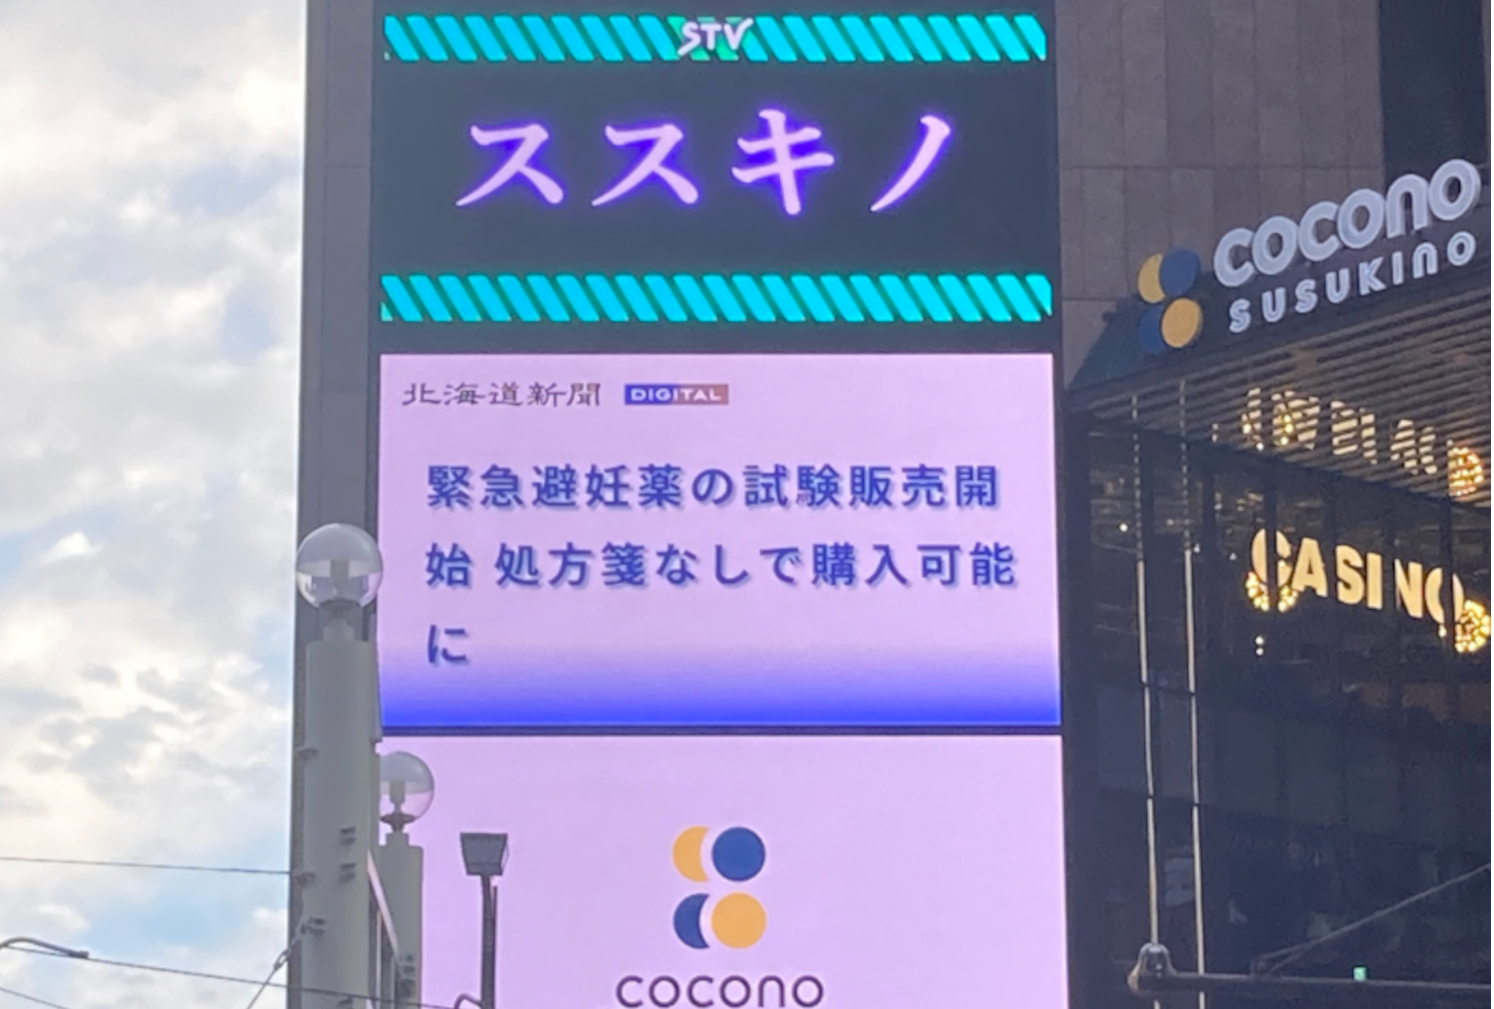 STV
ススキノ
cocono
SUSUKINO
北海道新聞 DIGITAL
緊急避妊薬の試験販売開
始 処方箋なしで購入可能
に
CASINO
cocono